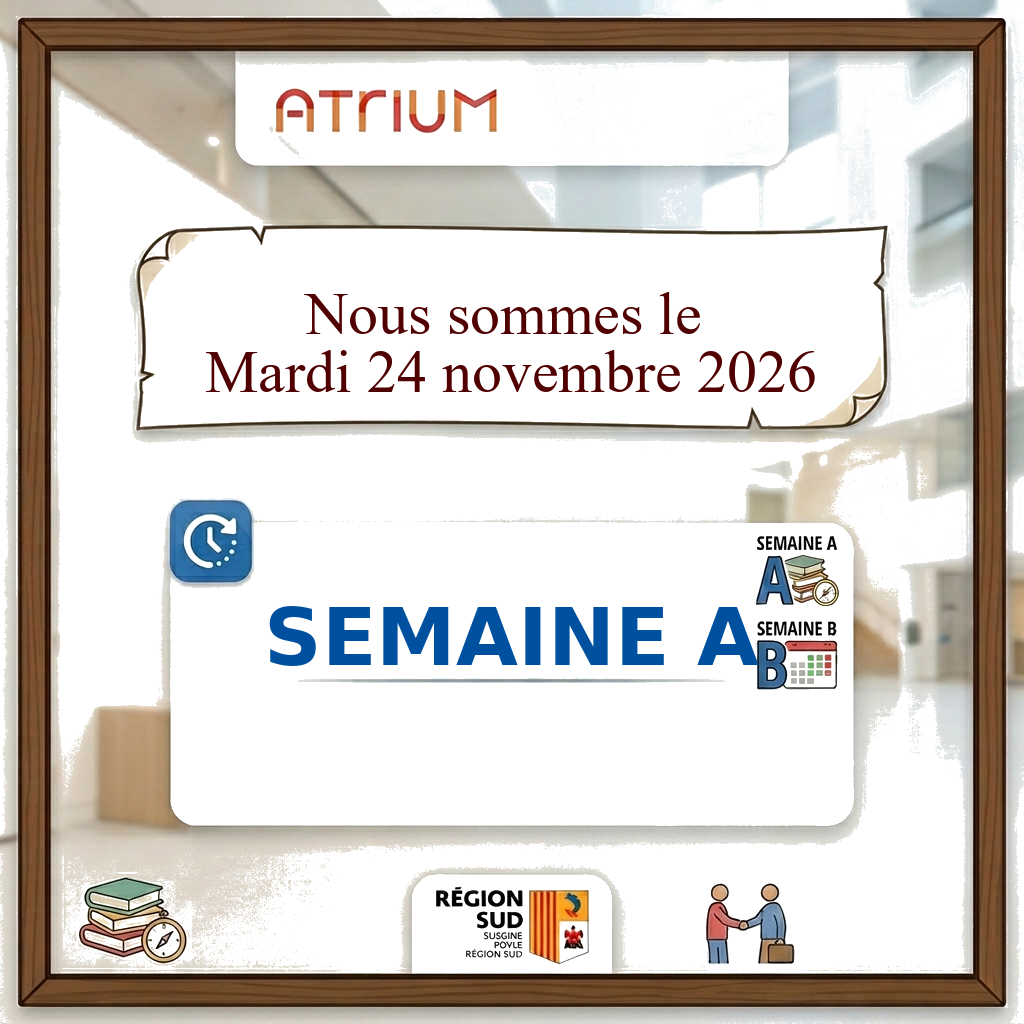 ATRIUM
Nous sommes le
Mardi 24 novembre 2026
SEMAINE A
A
SEMAINE A
SEMAINE B
B
RÉGION
SUD
SUSGINE
POVLE
RÉGION SUD